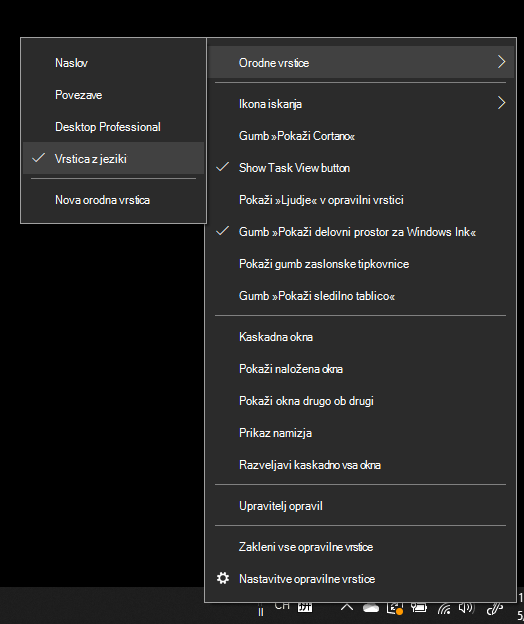 Naslov
Povezave
Desktop Professional
Vrstica z jeziki
Nova orodna vrstica
Orodne vrstice
Ikona iskanja
Gumb »Pokaži Cortano«
Show Task View button
Pokaži »Ljudje« v opravilni vrstici
Gumb »Pokaži delovni prostor za Windows Ink«
Pokaži gumb zaslonske tipkovnice
Gumb »Pokaži sledilno tablico«
Kaskadna okna
Pokaži naložena okna
Pokaži okna drugo ob drugi
Prikaz namizja
Razveljavi kaskadno vsa okna
Upravitelj opravil
Zakleni vse opravilne vrstice
Nastavitve opravilne vrstice
CH 拼